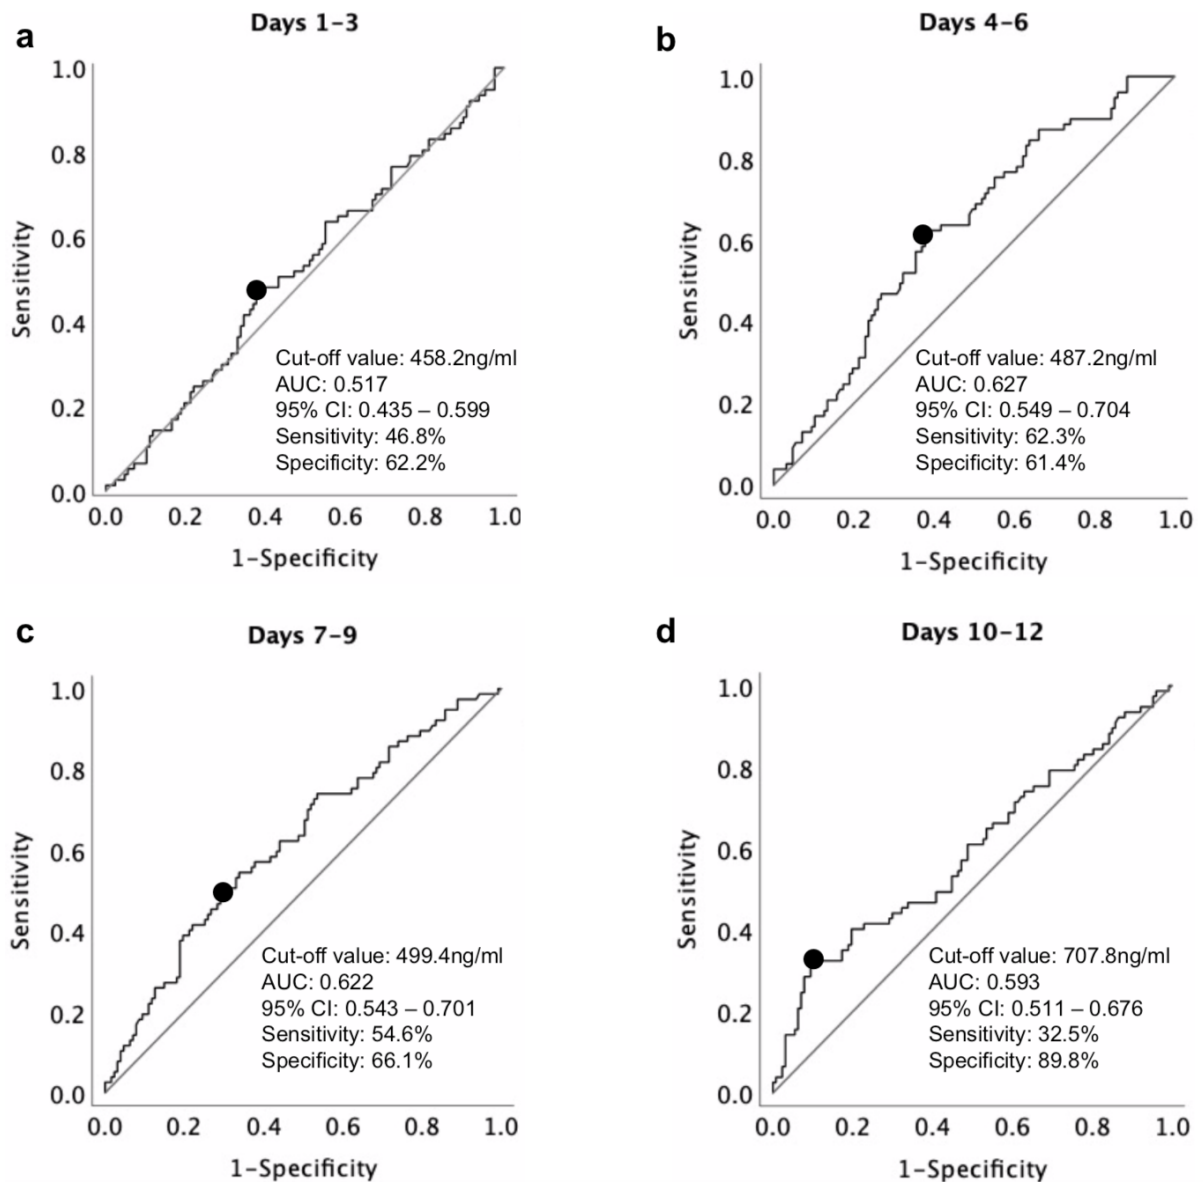 a
Days 1–3
1.0
0.8
0.6
0.4
0.2
0.0
Sensitivity
Cut-off value: 458.2ng/ml
AUC: 0.517
95% CI: 0.435 – 0.599
Sensitivity: 46.8%
Specificity: 62.2%
0.0 0.2 0.4 0.6 0.8 1.0
1–Specificity
b
Days 4–6
1.0
0.8
0.6
0.4
0.2
0.0
Sensitivity
Cut-off value: 487.2ng/ml
AUC: 0.627
95% CI: 0.549 – 0.704
Sensitivity: 62.3%
Specificity: 61.4%
0.0 0.2 0.4 0.6 0.8 1.0
1–Specificity
c
Days 7–9
1.0
0.8
0.6
0.4
0.2
0.0
Sensitivity
Cut-off value: 499.4ng/ml
AUC: 0.622
95% CI: 0.543 – 0.701
Sensitivity: 54.6%
Specificity: 66.1%
0.0 0.2 0.4 0.6 0.8 1.0
1–Specificity
d
Days 10–12
1.0
0.8
0.6
0.4
0.2
0.0
Sensitivity
Cut-off value: 707.8ng/ml
AUC: 0.593
95% CI: 0.511 – 0.676
Sensitivity: 32.5%
Specificity: 89.8%
0.0 0.2 0.4 0.6 0.8 1.0
1–Specificity